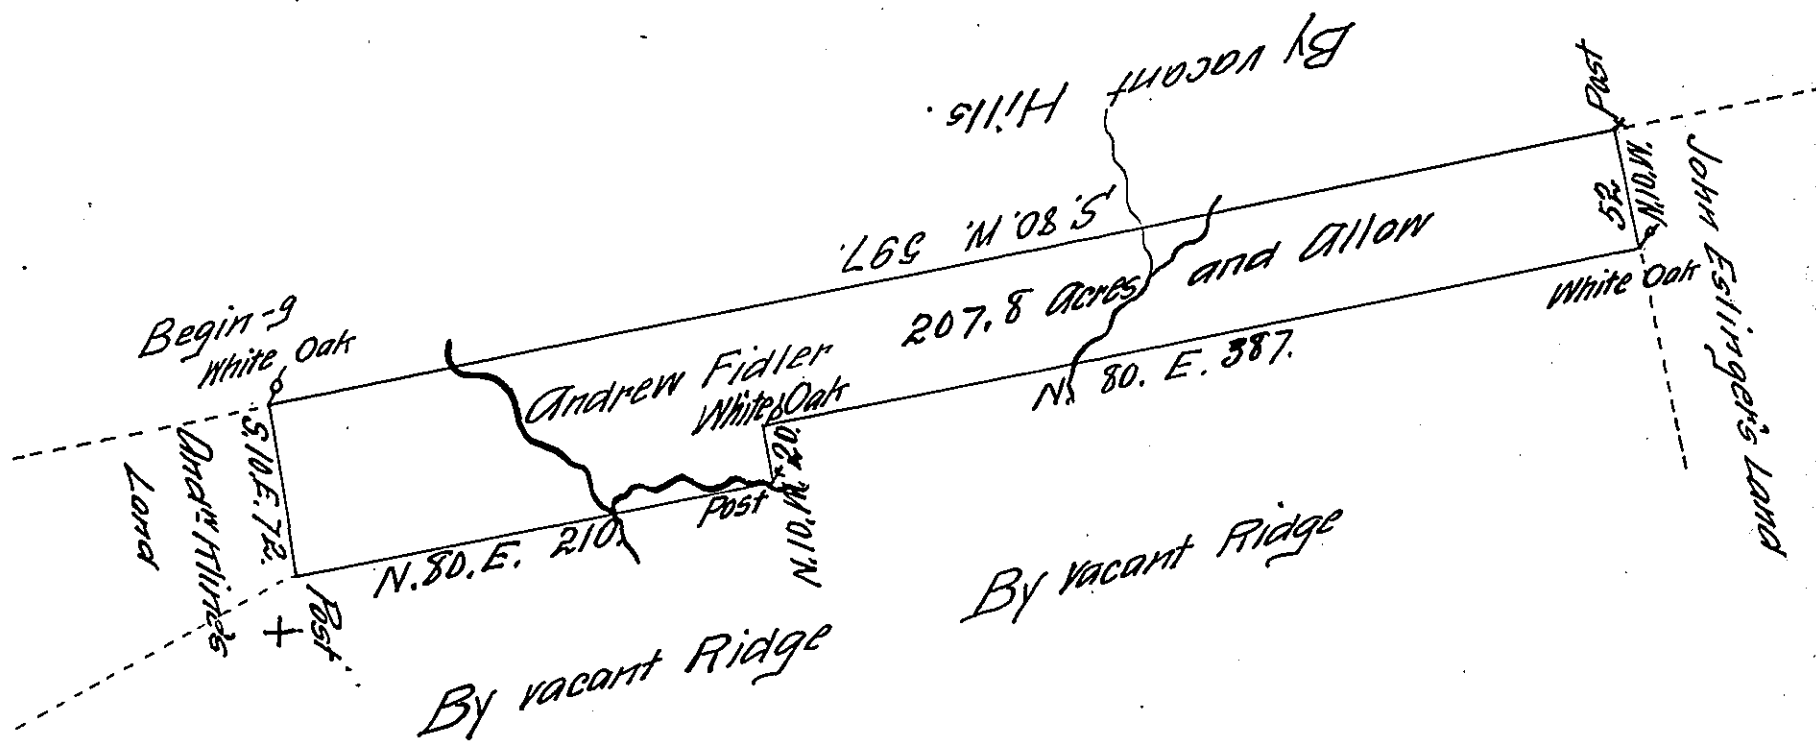 By vacant
Hills.
Post
N.10.W.
52
John Eslinger's Land
S. 80. W. 597.
207.8 Acres and Allow
White Oak
Begin-g
White Oak
Andrew Fidler
White Oak
N. 80. E. 387.
S.10.E.72.
Andw. Kline's
Land
N.10.W. 20.
Post
N. 80. E. 210.
Post
By vacant Ridge
By vacant Ridge